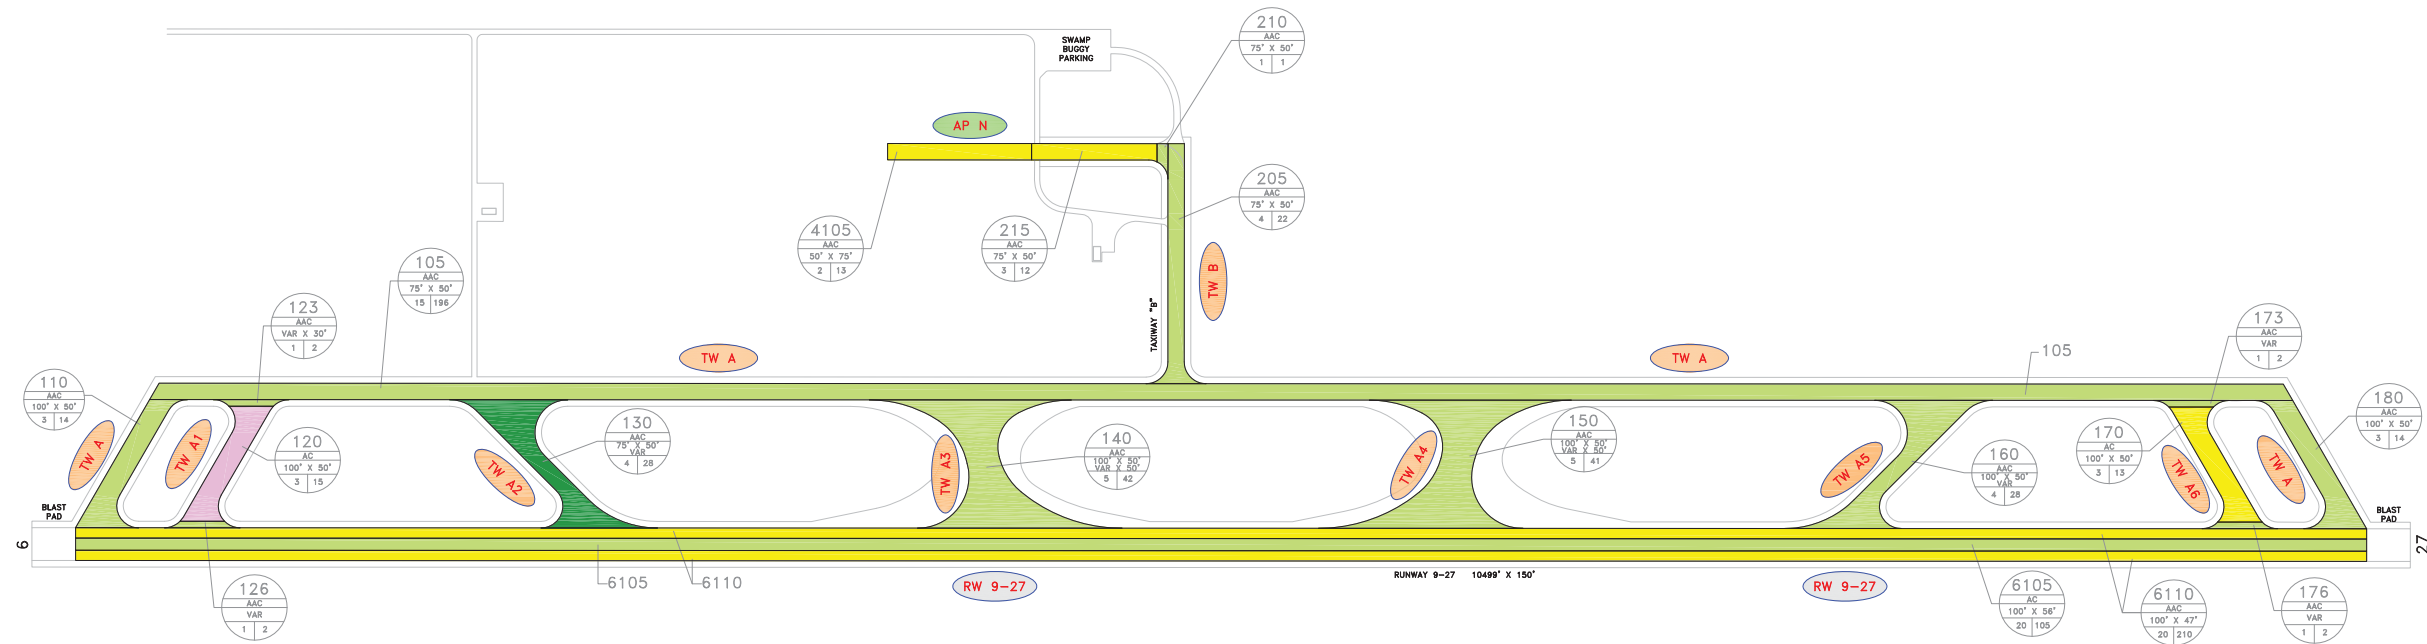 210
AAC
75' X 50'
1 1
SWAMP
BUGGY
PARKING
AP N
205
AAC
75' X 50'
4 22
4105
AAC
50' X 75'
2 13
215
AAC
75' X 50'
3 12
TW B
TAXIWAY "B"
105
AAC
75' X 50'
15 196
123
AAC
VAR X 30'
1 2
173
AAC
VAR
1 2
TW A
TW A
105
110
AAC
100' X 50'
3 14
180
AAC
100' X 50'
3 14
TW A
TW A1
120
AC
100' X 50'
3 15
TW A2
130
AAC
75' X 50'
VAR
4 28
TW A3
140
AAC
100' X 50'
VAR X 50'
5 42
TW A4
150
AAC
100' X 50'
VAR X 50'
5 41
TW A5
160
AAC
100' X 50'
VAR
4 28
170
AC
100' X 50'
3 13
TW A6
TW A
BLAST
PAD
BLAST
PAD
9
27
6105
6110
RW 9-27
RUNWAY 9-27 10499' X 150'
RW 9-27
126
AAC
VAR
1 2
6105
AC
100' X 56'
20 105
6110
AAC
100' X 47'
20 210
176
AAC
VAR
1 2